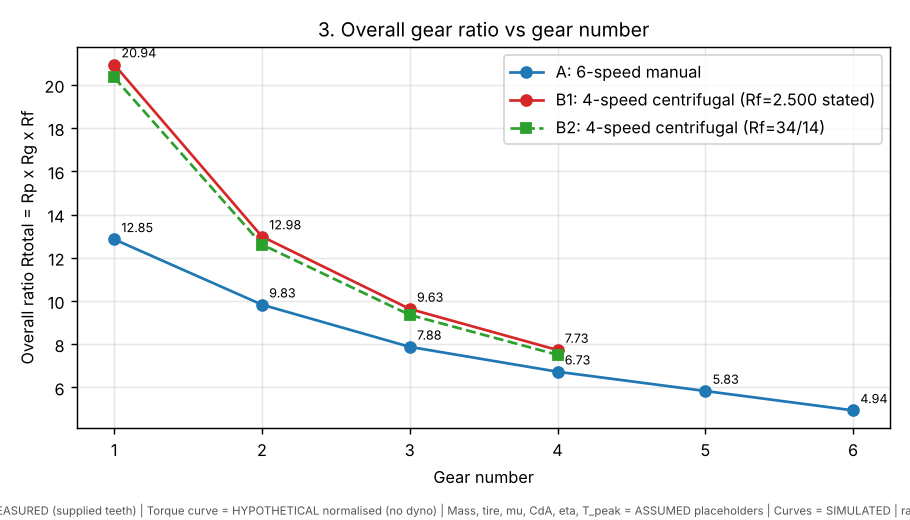 3. Overall gear ratio vs gear number
Overall ratio Rtotal = Rp x Rg x Rf
20
18
16
14
12
10
8
6
A: 6-speed manual
B1: 4-speed centrifugal (Rf=2.500 stated)
B2: 4-speed centrifugal (Rf=34/14)
20.94
12.85
12.98
9.83
9.63
7.88
7.73
6.73
5.83
4.94
1 2 3 4 5 6
Gear number
EASURED (supplied teeth) | Torque curve = HYPOTHETICAL normalised (no dyno) | Mass, tire, mu, CdA, eta, T_peak = ASSUMED placeholders | Curves = SIMULATED | ra